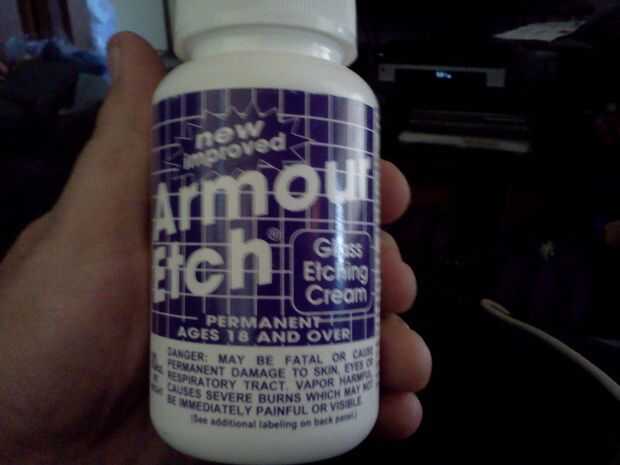 new
improved
Armour
Etch®
Glass
Etching
Cream
PERMANENT
AGES 18 AND OVER
DANGER: MAY BE FATAL OR CAUSE
PERMANENT DAMAGE TO SKIN, EYES OR
RESPIRATORY TRACT. VAPOR HARMFUL,
CAUSES SEVERE BURNS WHICH MAY NOT
BE IMMEDIATELY PAINFUL OR VISIBLE.
(See additional labeling on back panel.)